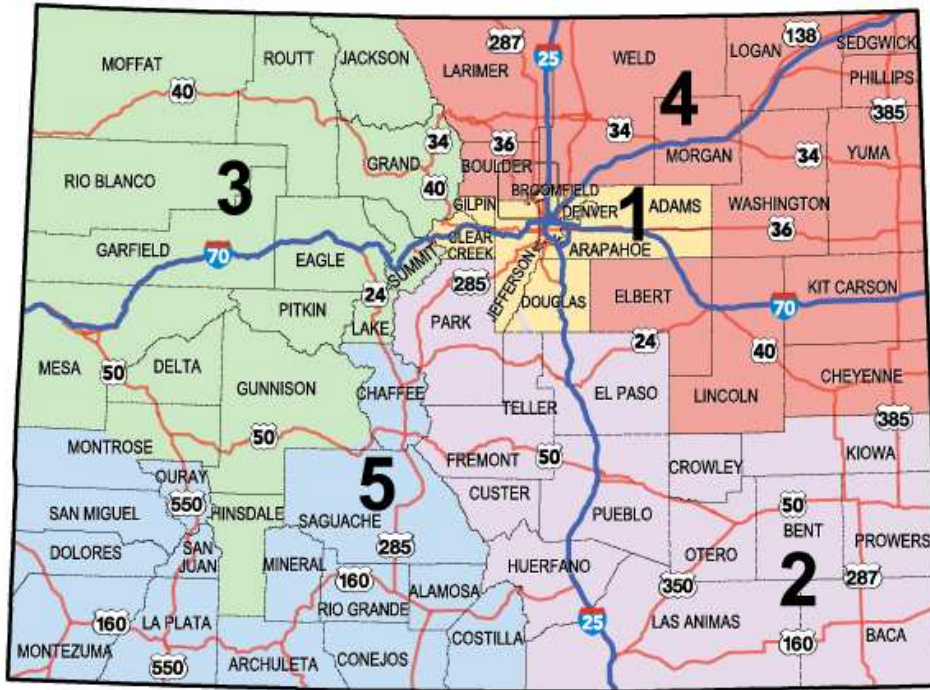 MOFFAT
ROUTT
JACKSON
LARIMER
287
25
WELD
LOGAN
138
SEDGWICK
PHILLIPS
385
40
34
36
34
4
MORGAN
34
YUMA
GRAND
BOULDER
RIO BLANCO
3
40
GILPIN
BROOMFIELD
DENVER
1
ADAMS
WASHINGTON
36
GARFIELD
70
EAGLE
SUMMIT
CLEAR
CREEK
ARAPAHOE
JEFFERSON
285
DOUGLAS
ELBERT
70
KIT CARSON
PITKIN
24
LAKE
PARK
24
40
MESA
50
DELTA
GUNNISON
CHAFFEE
TELLER
EL PASO
LINCOLN
CHEYENNE
385
MONTROSE
50
OURAY
550
HINSDALE
5
SAGUACHE
FREMONT
50
CUSTER
CROWLEY
KIOWA
PUEBLO
50
BENT
PROWERS
SAN MIGUEL
DOLORES
SAN
JUAN
MINERAL
285
160
RIO GRANDE
ALAMOSA
HUERFANO
OTERO
350
2
287
160
LA PLATA
MONTEZUMA
550
ARCHULETA
CONEJOS
COSTILLA
25
LAS ANIMAS
160
BACA